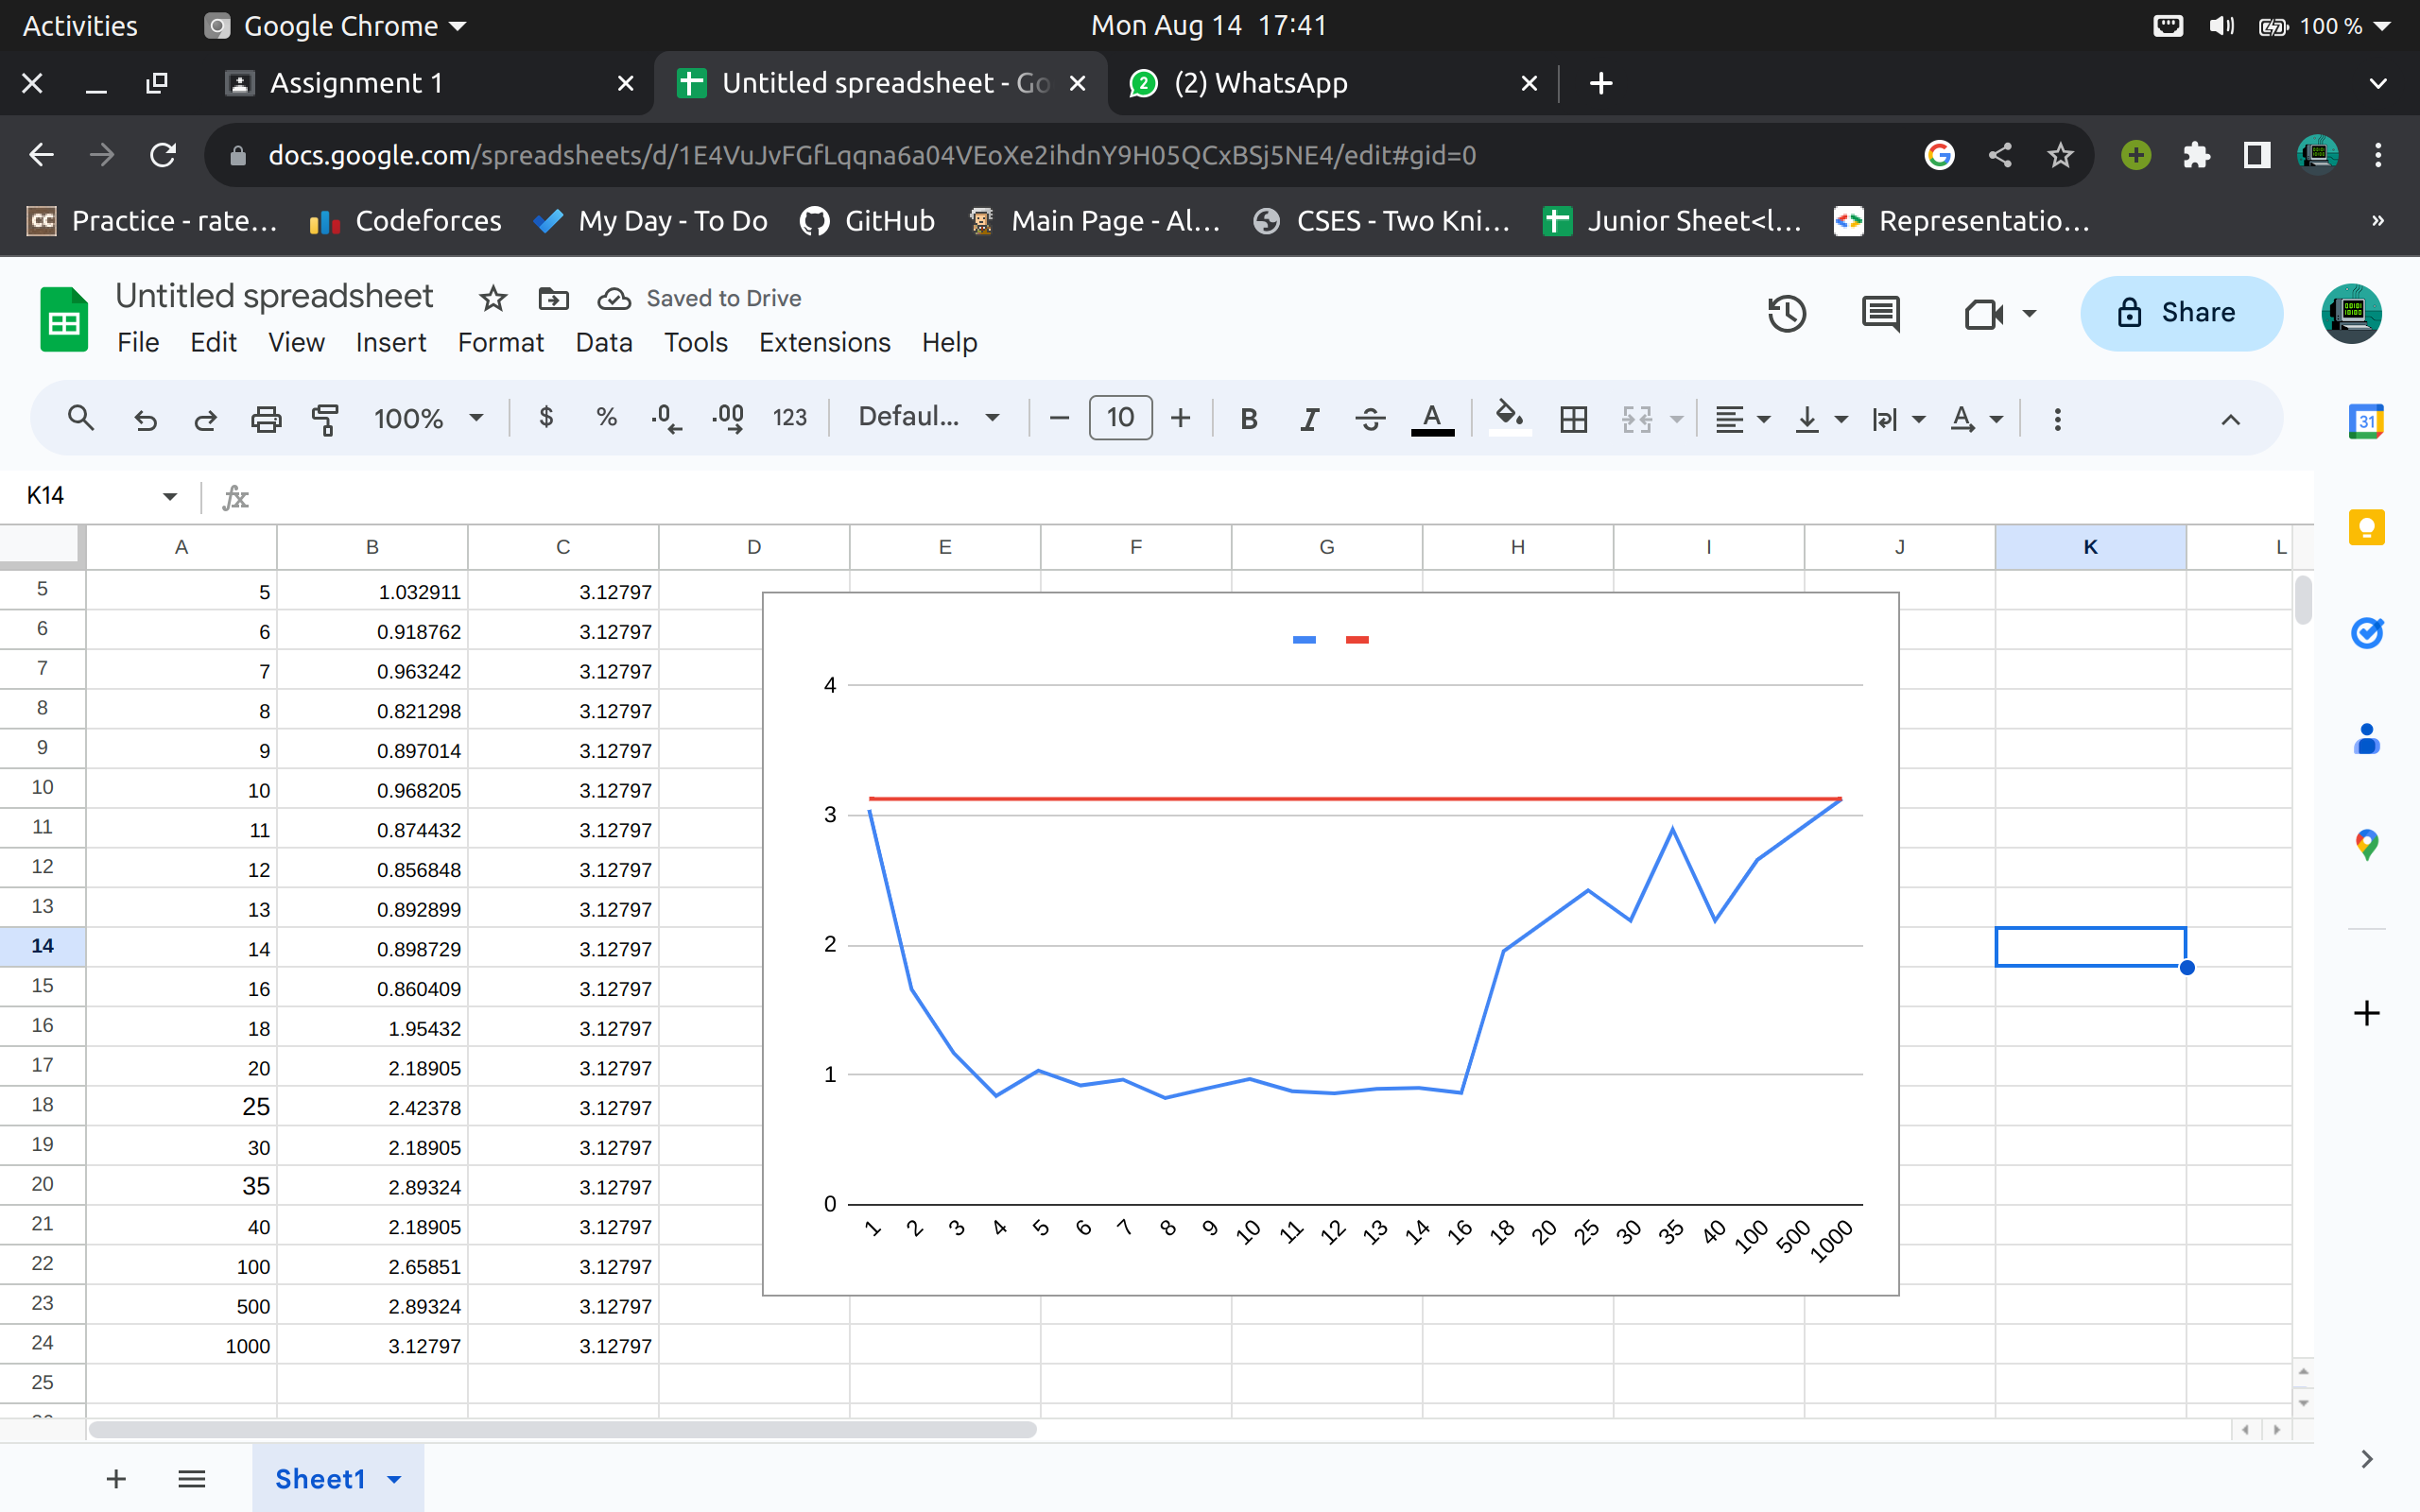 Activities Google Chrome Mon Aug 14 17:41 100 %
Assignment 1 Untitled spreadsheet - Go 2 (2) WhatsApp
docs.google.com/spreadsheets/d/1E4VuJvFGfLqqna6a04VEoXe2ihdnY9H05QCxBSj5NE4/edit#gid=0
CC Practice - rate... Codeforces My Day - To Do GitHub Main Page - Al... CSES - Two Kni... Junior Sheet<l... Representatio... »
Untitled spreadsheet Saved to Drive
Share
File Edit View Insert Format Data Tools Extensions Help
100% $ % .0 .00 123 Defaul... − 10 + B I A A 31
K14 fx
A B C D E F G H I J K L
5 5 1.032911 3.12797
6 6 0.918762 3.12797
7 7 0.963242 3.12797
8 8 0.821298 3.12797
9 9 0.897014 3.12797
10 10 0.968205 3.12797
11 11 0.874432 3.12797
12 12 0.856848 3.12797
13 13 0.892899 3.12797
14 14 0.898729 3.12797
15 16 0.860409 3.12797
16 18 1.95432 3.12797
17 20 2.18905 3.12797
18 25 2.42378 3.12797
19 30 2.18905 3.12797
20 35 2.89324 3.12797
21 40 2.18905 3.12797
22 100 2.65851 3.12797
23 500 2.89324 3.12797
24 1000 3.12797 3.12797
25
4
3
2
1
0
1 2 3 4 5 6 7 8 9 10 11 12 13 14 16 18 20 25 30 35 40 100 500 1000
Sheet1